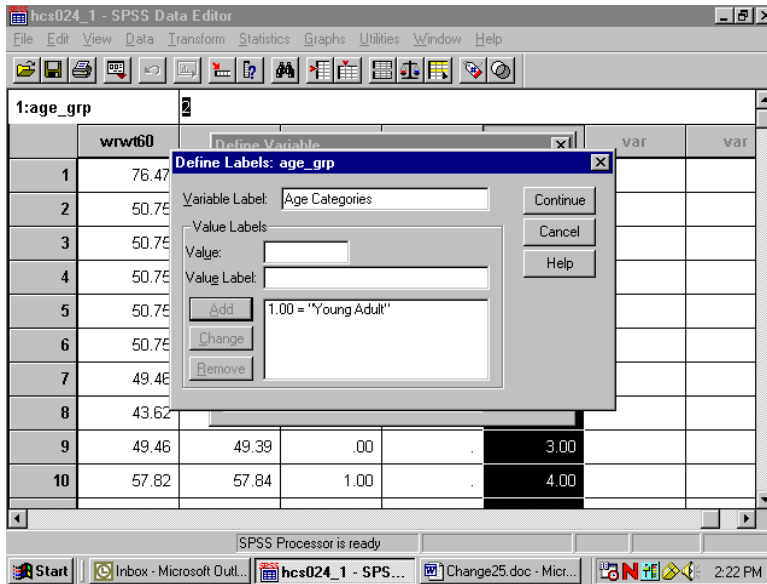 hcs024_1 - SPSS Data Editor
File Edit View Data Transform Statistics Graphs Utilities Window Help
1:age_grp 2
wrwt60 var var
Define Variable
Define Labels: age_grp
Variable Label: Age Categories Continue
Value Labels Cancel
Value: Help
Value Label:
Add 1.00 = "Young Adult"
Change
Remove
1 76.47
2 50.75
3 50.75
4 50.75
5 50.75
6 50.75
7 49.46
8 43.62
9 49.46 49.39 .00 . 3.00
10 57.82 57.84 1.00 . 4.00
SPSS Processor is ready
Start Inbox - Microsoft Outl... hcs024_1 - SPS... Change25.doc - Micr... 2:22 PM